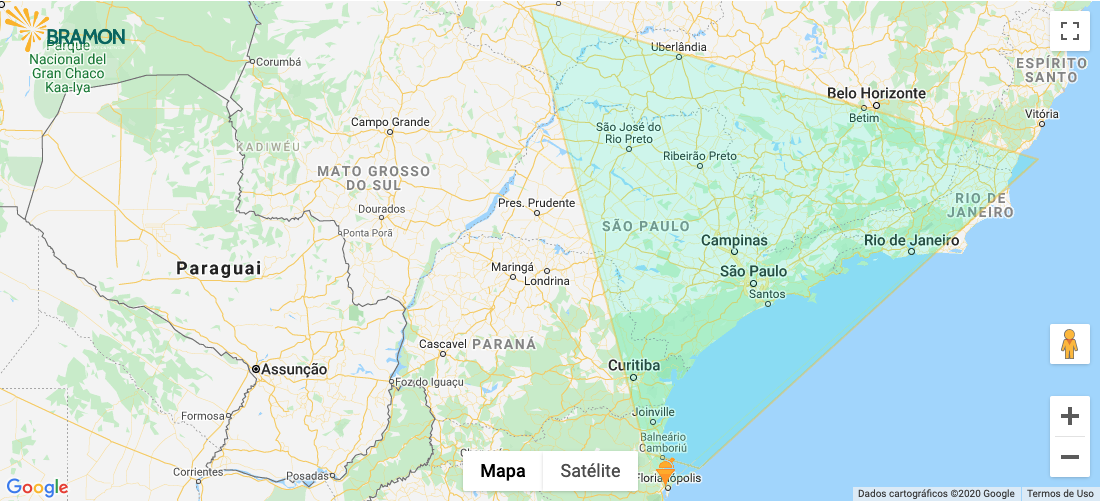 BRAMON
Parque
Nacional del
Gran Chaco
Kaa-Iya
Corumbá
Uberlândia
ESPÍRITO
SANTO
Belo Horizonte
Betim
Vitória
Campo Grande
São José do
Rio Preto
KADIWÉU
Ribeirão Preto
MATO GROSSO
DO SUL
Dourados
Pres. Prudente
RIO DE
JANEIRO
Ponta Porã
SÃO PAULO
Campinas
Rio de Janeiro
Paraguai
Maringá
Londrina
São Paulo
Santos
Cascavel
PARANÁ
Curitiba
Assunção
Foz do Iguaçu
Formosa
Joinville
Balneário
Camboriú
Corrientes
Posadas
Mapa
Satélite
Google
Dados cartográficos ©2020 Google
Termos de Uso